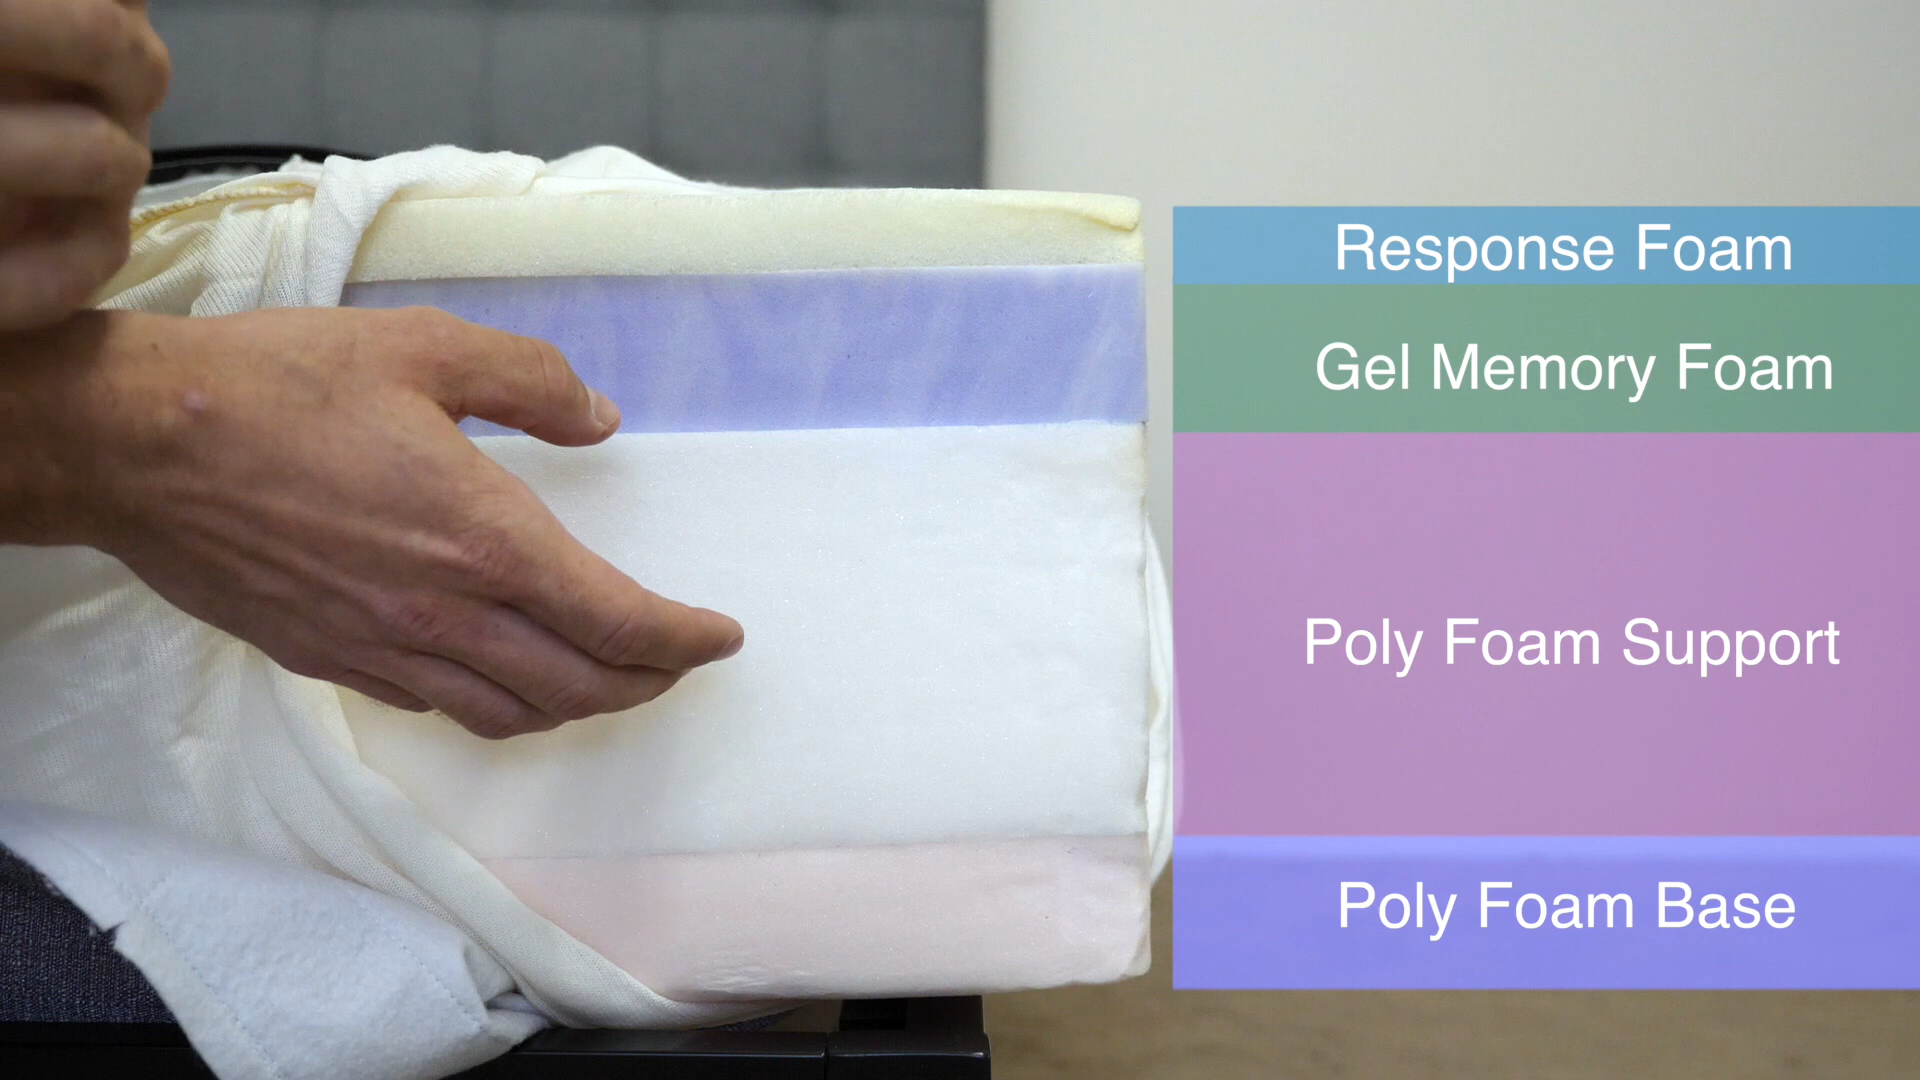 Response Foam
Gel Memory Foam
Poly Foam Support
Poly Foam Base